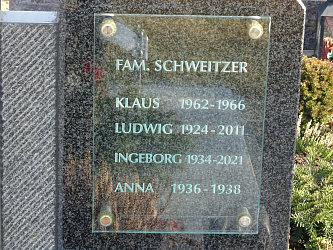 FAM. SCHWEITZER
KLAUS 1962-1966
LUDWIG 1924-2011
INGEBORG 1934-2021
ANNA 1936-1938